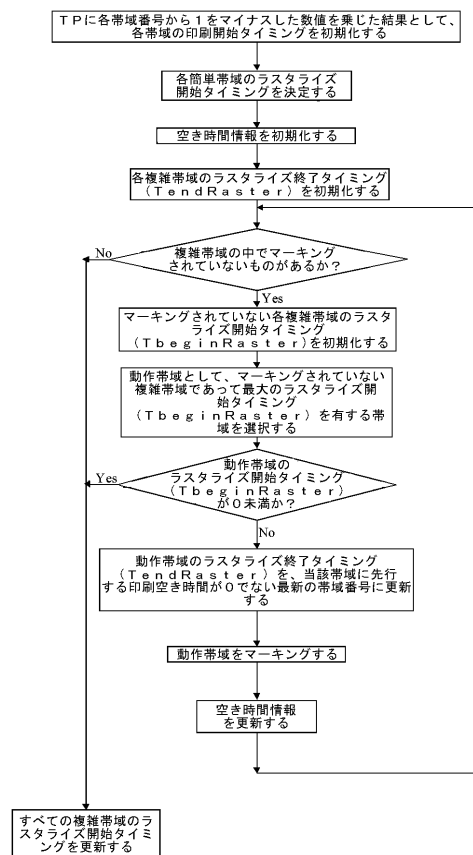 ＴＰに各帯域番号から１をマイナスした数値を乗じた結果として、
各帯域の印刷開始タイミングを初期化する
各簡単帯域のラスタライズ
開始タイミングを決定する
空き時間情報を初期化する
各複雑帯域のラスタライズ終了タイミング
（ＴｅｎｄＲａｓｔｅｒ）を初期化する
複雑帯域の中でマーキング
されていないものがあるか？
No
Yes
マーキングされていない各複雑帯域のラスタ
ライズ開始タイミング
（ＴｂｅｇｉｎＲａｓｔｅｒ）を初期化する
動作帯域として、マーキングされていない
複雑帯域であって最大のラスタライズ開
始タイミング
（ＴｂｅｇｉｎＲａｓｔｅｒ）を有する帯
域を選択する
動作帯域の
ラスタライズ開始タイミング
（ＴｂｅｇｉｎＲａｓｔｅｒ）
が０未満か？
Yes
No
動作帯域のラスタライズ終了タイミング
（ＴｅｎｄＲａｓｔｅｒ）を、当該帯域に先行
する印刷空き時間が０でない最新の帯域番号に更新
する
動作帯域をマーキングする
空き時間情報
を更新する
すべての複雑帯域のラ
スタライズ開始タイミ
ングを更新する